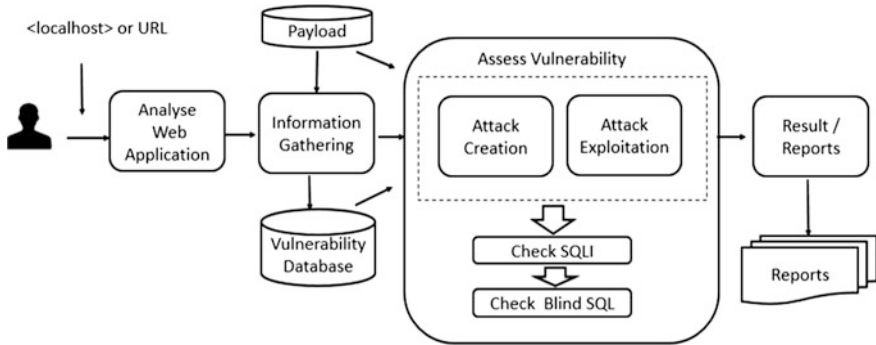 <localhost> or URL
Payload
Analyse
Web
Application
Information
Gathering
Vulnerability
Database
Assess Vulnerability
Attack
Creation
Attack
Exploitation
Check SQLI
Check Blind SQL
Result /
Reports
Reports